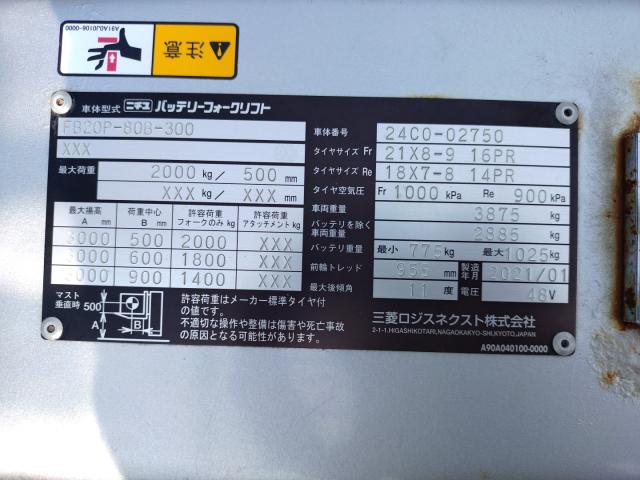 A91A0J0106-0000
注意
車体型式 ニチユ バッテリーフォークリフト
FB20P-80B-300
XXX
最大荷重 2000 kg/ 500 mm
XXX kg/ XXX mm
最大揚高 A mm 荷重中心 B mm 許容荷重 フォークのみ kg 許容荷重 アタッチメント kg
3000 500 2000 XXX
3000 600 1800 XXX
3000 900 1400 XXX
マスト垂直時 500 B A
許容荷重はメーカー標準タイヤ付
の値です。
不適切な操作や整備は傷害や死亡事故
の原因となる可能性があります。
車体番号 24C0-02750
タイヤサイズ Fr 21X8-9 16PR
タイヤサイズ Re 18X7-8 14PR
タイヤ空気圧 Fr 1000 kPa Re 900 kPa
車両重量 3875 kg
バッテリを除く車両重量 2885 kg
バッテリ重量 最小 775 kg 最大 1025 kg
前輪トレッド 955 mm 製造年月 2021/01
最大後傾角 11 度 電圧 48 V
三菱ロジスネクスト株式会社
2-1-1,HIGASHIKOTARI,NAGAOKAKYO-SHI,KYOTO,JAPAN
A90A040100-0000